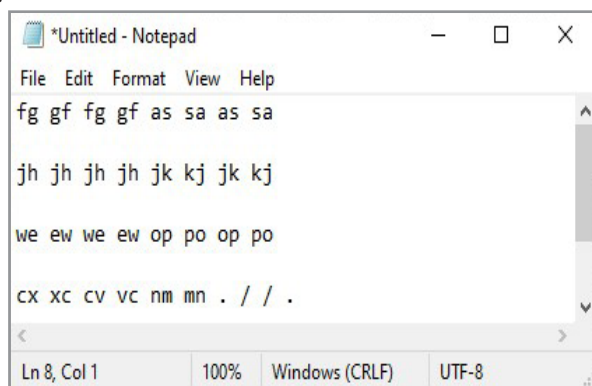 *Untitled - Notepad
File Edit Format View Help
fg gf fg gf as sa as sa
jh jh jh jh jk kj jk kj
we ew we ew op po op po
cx xc cv vc nm mn . / / .
Ln 8, Col 1 100% Windows (CRLF) UTF-8